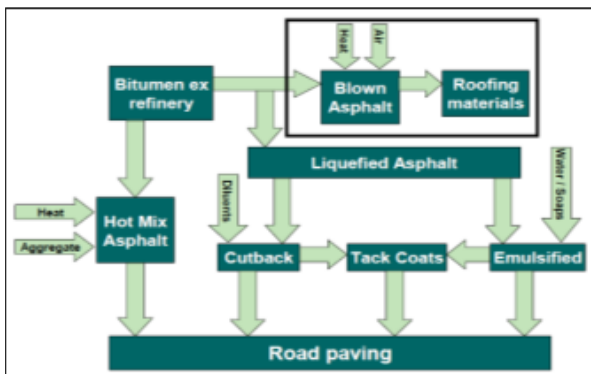 Heat
Air
Bitumen ex
refinery
Blown
Asphalt
Roofing
materials
Liquefied Asphalt
Diluents
Water / Soaps
Heat
Aggregate
Hot Mix
Asphalt
Cutback
Tack Coats
Emulsified
Road paving